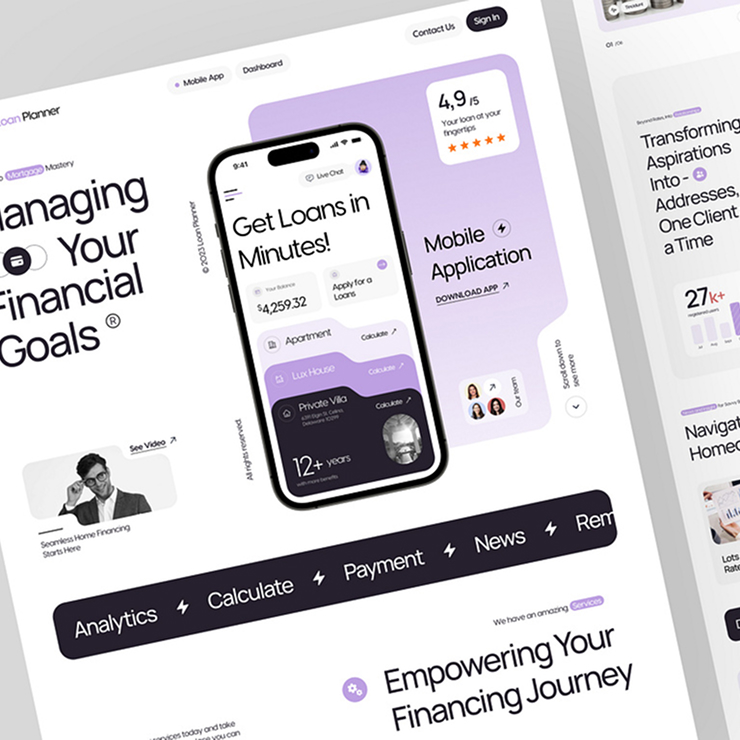 Contact Us
Sign In
Mobile App
Dashboard
Loan Planner
Mortgage Mastery
Managing
Your
Financial
Goals ®
© 2023 Loan Planner
All rights reserved.
9:41
Live Chat
Get Loans in
Minutes!
Your Balance
$4,259.32
Apply for a
Loans
Apartment
Calculate
Lux House
Calculate
Private Villa
Calculate
12+ years
with more benefits
4,9 /5
Your loan at your
fingertips
Mobile
Application
DOWNLOAD APP
Our team
Scroll down to
see more
See Video
Seamless Home Financing
Starts Here
Analytics
Calculate
Payment
News
Rem
We have an amazing Services
Empowering Your
Financing Journey
services today and take
you can
01
Transforming
Aspirations
Into -
Addresses,
One Client
a Time
27k+
registered users
Navigat
Homeo
Lots
Rate